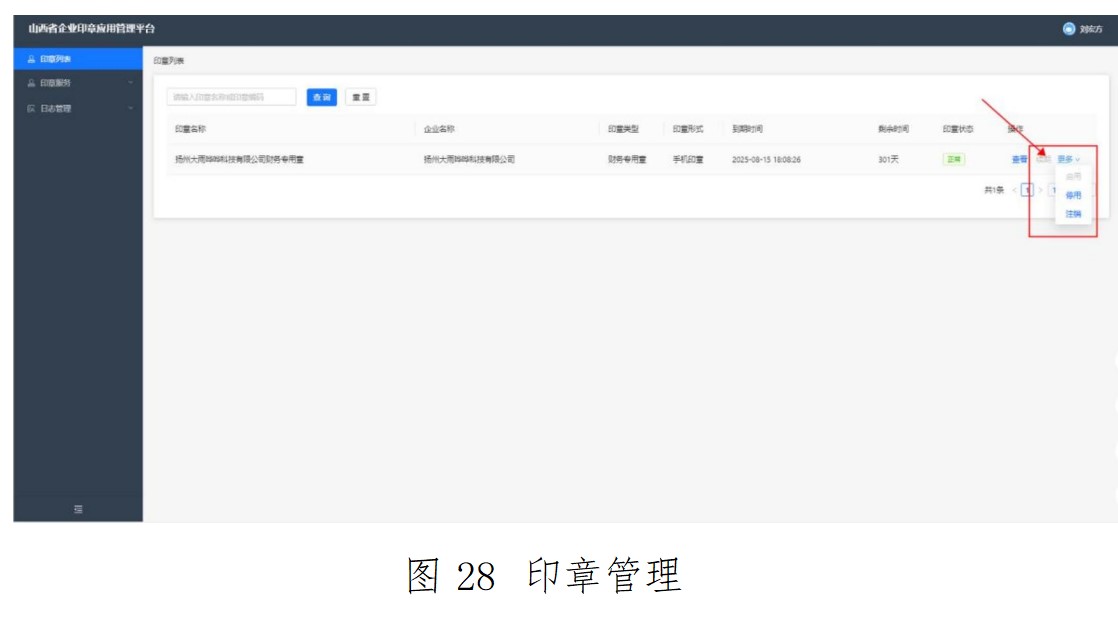 山西省企业印章应用管理平台
刘东方
印章列表
印章服务
日志管理
印章列表
请输入印章名称或印章编码
查询
重置
印章名称 企业名称 印章类型 印章形式 到期时间 剩余时间 印章状态 操作
扬州大雨哗哗科技有限公司财务专用章 扬州大雨哗哗科技有限公司 财务专用章 手机印章 2025-08-15 18:08:26 301天 正常 查看 更多
启用
共1条 < 1 > 1
停用
注销
图 28 印章管理